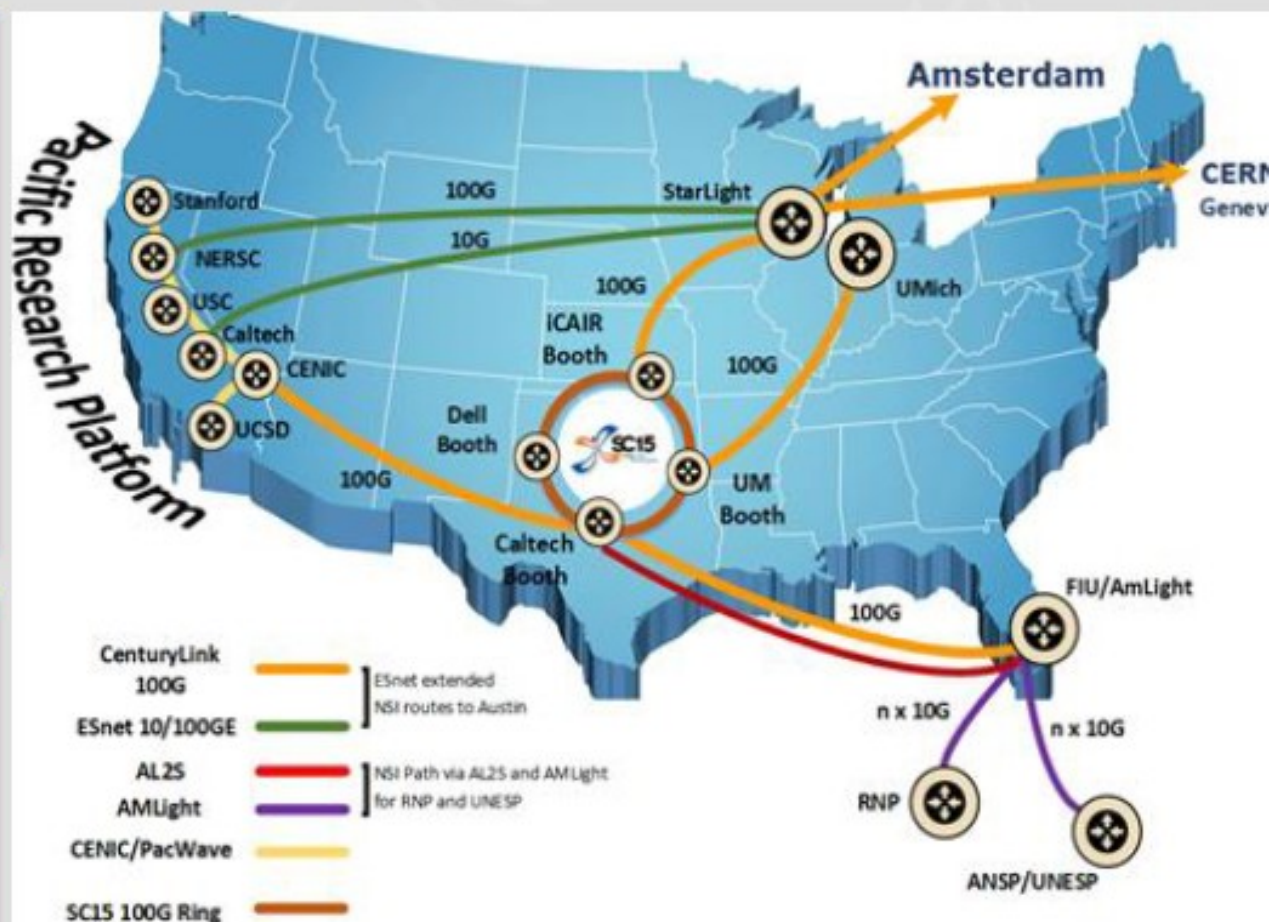 Pacific Research Platform
Amsterdam
CERN
Genev
StarLight
UMich
Stanford
NERSC
USC
Caltech
CENIC
UCSD
100G
10G
100G
iCAIR
Booth
100G
Dell
Booth
SC15
UM
Booth
100G
Caltech
Booth
100G
FIU/AmLight
n x 10G
n x 10G
RNP
ANSP/UNESP
CenturyLink
100G
ESnet 10/100GE
ESnet extended
NSI routes to Austin
AL2S
AMLight
NSI Path via AL2S and AMLight
for RNP and UNESP
CENIC/PacWave
SC15 100G Ring